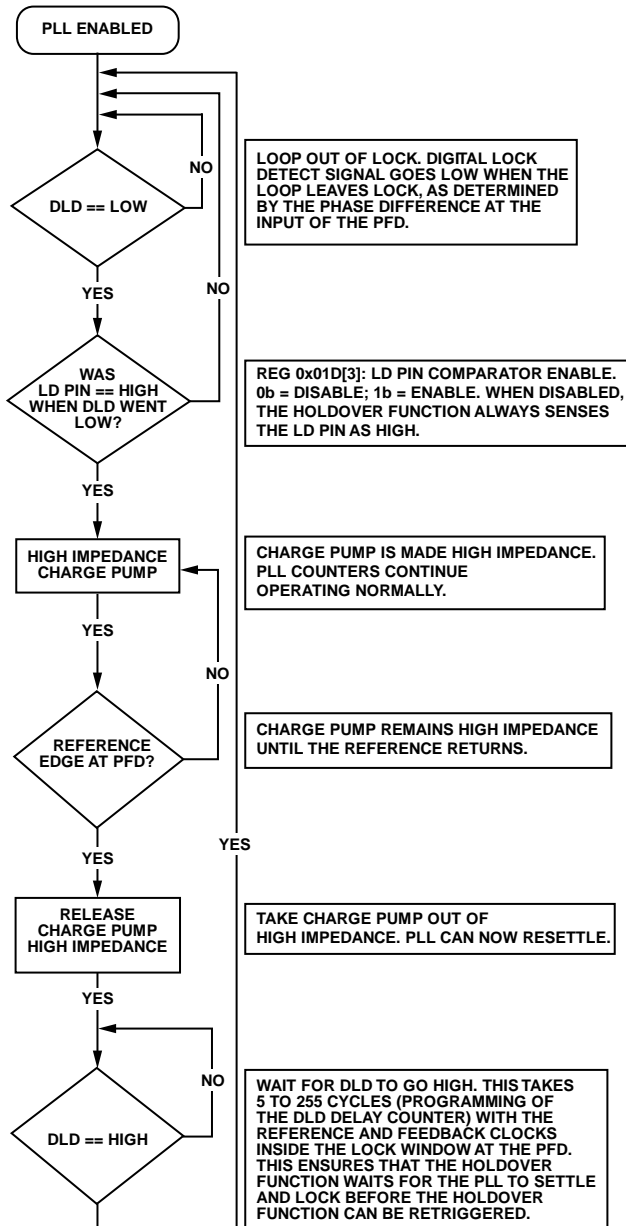 PLL ENABLED
NO
DLD == LOW
LOOP OUT OF LOCK. DIGITAL LOCK
DETECT SIGNAL GOES LOW WHEN THE
LOOP LEAVES LOCK, AS DETERMINED
BY THE PHASE DIFFERENCE AT THE
INPUT OF THE PFD.
YES
NO
WAS
LD PIN == HIGH
WHEN DLD WENT
LOW?
REG 0x01D[3]: LD PIN COMPARATOR ENABLE.
0b = DISABLE; 1b = ENABLE. WHEN DISABLED,
THE HOLDOVER FUNCTION ALWAYS SENSES
THE LD PIN AS HIGH.
YES
HIGH IMPEDANCE
CHARGE PUMP
CHARGE PUMP IS MADE HIGH IMPEDANCE.
PLL COUNTERS CONTINUE
OPERATING NORMALLY.
YES
NO
REFERENCE
EDGE AT PFD?
CHARGE PUMP REMAINS HIGH IMPEDANCE
UNTIL THE REFERENCE RETURNS.
YES
YES
RELEASE
CHARGE PUMP
HIGH IMPEDANCE
TAKE CHARGE PUMP OUT OF
HIGH IMPEDANCE. PLL CAN NOW RESETTLE.
YES
NO
DLD == HIGH
WAIT FOR DLD TO GO HIGH. THIS TAKES
5 TO 255 CYCLES (PROGRAMMING OF
THE DLD DELAY COUNTER) WITH THE
REFERENCE AND FEEDBACK CLOCKS
INSIDE THE LOCK WINDOW AT THE PFD.
THIS ENSURES THAT THE HOLDOVER
FUNCTION WAITS FOR THE PLL TO SETTLE
AND LOCK BEFORE THE HOLDOVER
FUNCTION CAN BE RETRIGGERED.